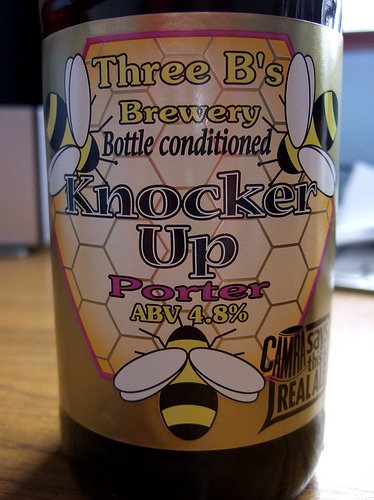 Three B's
Brewery
Bottle conditioned
Knocker
Up
Porter
ABV 4.8%
CAMRA says
this is
REAL ALE